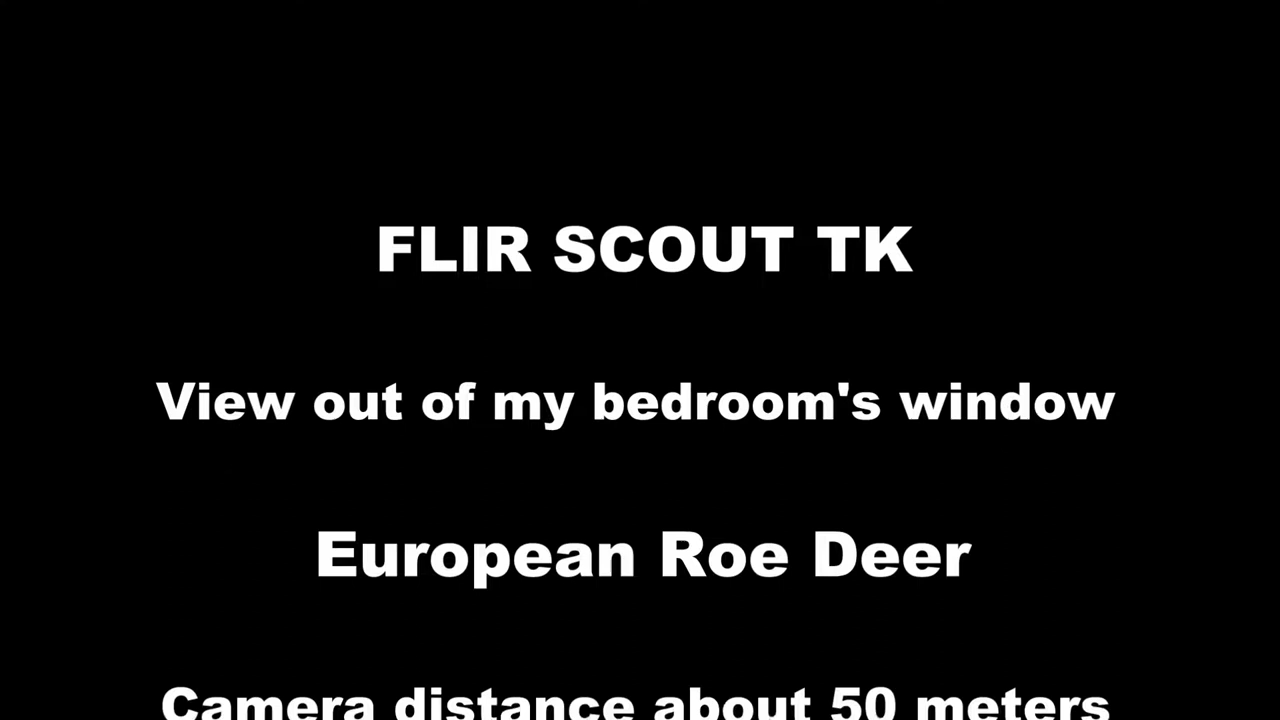 FLIR SCOUT TK
View out of my bedroom's window
European Roe Deer
Camera distance about 50 meters